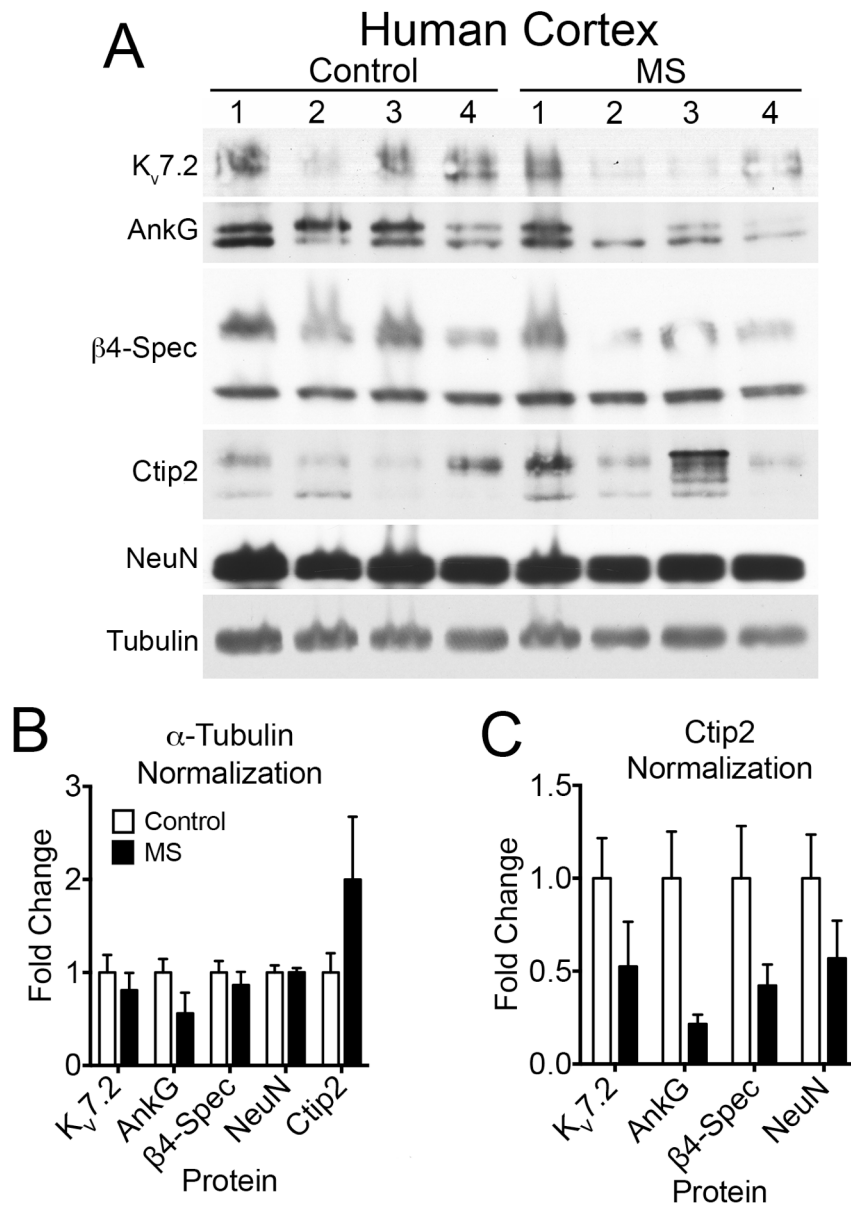 A
Human Cortex
Control MS
1 2 3 4 1 2 3 4
Kv7.2
AnkG
β4-Spec
Ctip2
NeuN
Tubulin
B
α-Tubulin
Normalization
Fold Change
3
2
1
0
Control
MS
Kv7.2 AnkG β4-Spec NeuN Ctip2
Protein
C
Ctip2
Normalization
Fold Change
1.5
1.0
0.5
0.0
Kv7.2 AnkG β4-Spec NeuN
Protein